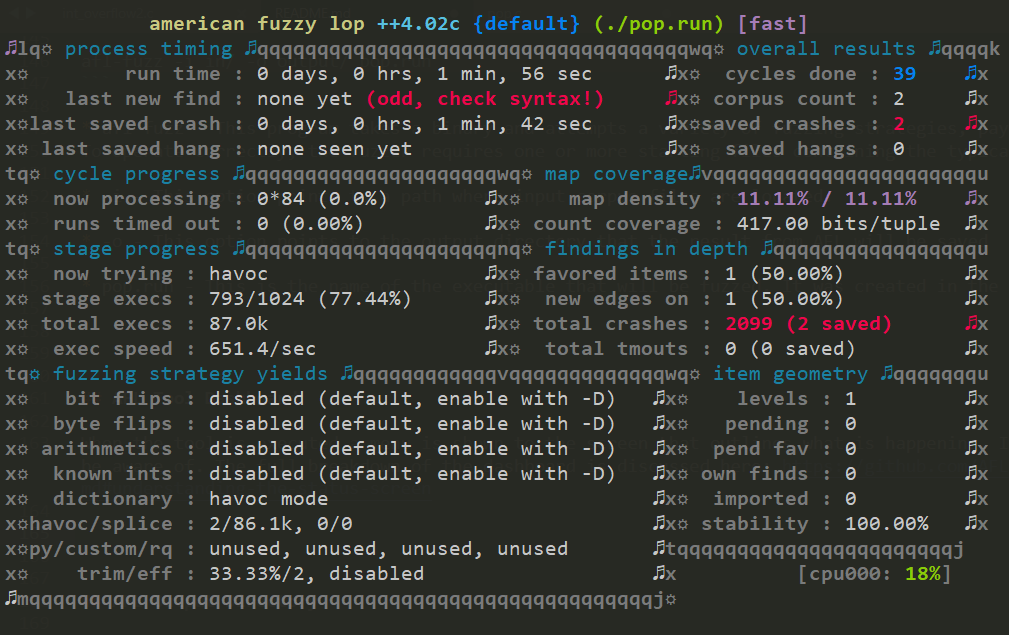 american fuzzy lop ++4.02c {default} (./pop.run) [fast]
♬lq☼ process timing ♬qqqqqqqqqqqqqqqqqqqqqqqqqqqqqqqqqqqqwq☼ overall results ♬qqqqk
x☼ run time : 0 days, 0 hrs, 1 min, 56 sec ♬x☼ cycles done : 39 ♬x
x☼ last new find : none yet (odd, check syntax!) ♬x☼ corpus count : 2 ♬x
x☼last saved crash : 0 days, 0 hrs, 1 min, 42 sec ♬x☼saved crashes : 2 ♬x
x☼ last saved hang : none seen yet ♬x☼ saved hangs : 0 ♬x
tq☼ cycle progress ♬qqqqqqqqqqqqqqqqqqqqqwq☼ map coverage♬vqqqqqqqqqqqqqqqqqqqqqqu
x☼ now processing : 0*84 (0.0%) ♬x☼ map density : 11.11% / 11.11% ♬x
x☼ runs timed out : 0 (0.00%) ♬x☼ count coverage : 417.00 bits/tuple ♬x
tq☼ stage progress ♬qqqqqqqqqqqqqqqqqqqqqnq☼ findings in depth ♬qqqqqqqqqqqqqqqqqu
x☼ now trying : havoc ♬x☼ favored items : 1 (50.00%) ♬x
x☼ stage execs : 793/1024 (77.44%) ♬x☼ new edges on : 1 (50.00%) ♬x
x☼ total execs : 87.0k ♬x☼ total crashes : 2099 (2 saved) ♬x
x☼ exec speed : 651.4/sec ♬x☼ total tmouts : 0 (0 saved) ♬x
tq☼ fuzzing strategy yields ♬qqqqqqqqqqqqvqqqqqqqqqqqqqwq☼ item geometry ♬qqqqqqqu
x☼ bit flips : disabled (default, enable with -D) ♬x☼ levels : 1 ♬x
x☼ byte flips : disabled (default, enable with -D) ♬x☼ pending : 0 ♬x
x☼ arithmetics : disabled (default, enable with -D) ♬x☼ pend fav : 0 ♬x
x☼ known ints : disabled (default, enable with -D) ♬x☼ own finds : 0 ♬x
x☼ dictionary : havoc mode ♬x☼ imported : 0 ♬x
x☼havoc/splice : 2/86.1k, 0/0 ♬x☼ stability : 100.00% ♬x
x☼py/custom/rq : unused, unused, unused, unused ♬tqqqqqqqqqqqqqqqqqqqqqqqj
x☼ trim/eff : 33.33%/2, disabled ♬x [cpu000: 18%]
♬mqqqqqqqqqqqqqqqqqqqqqqqqqqqqqqqqqqqqqqqqqqqqqqqqqqqqj☼